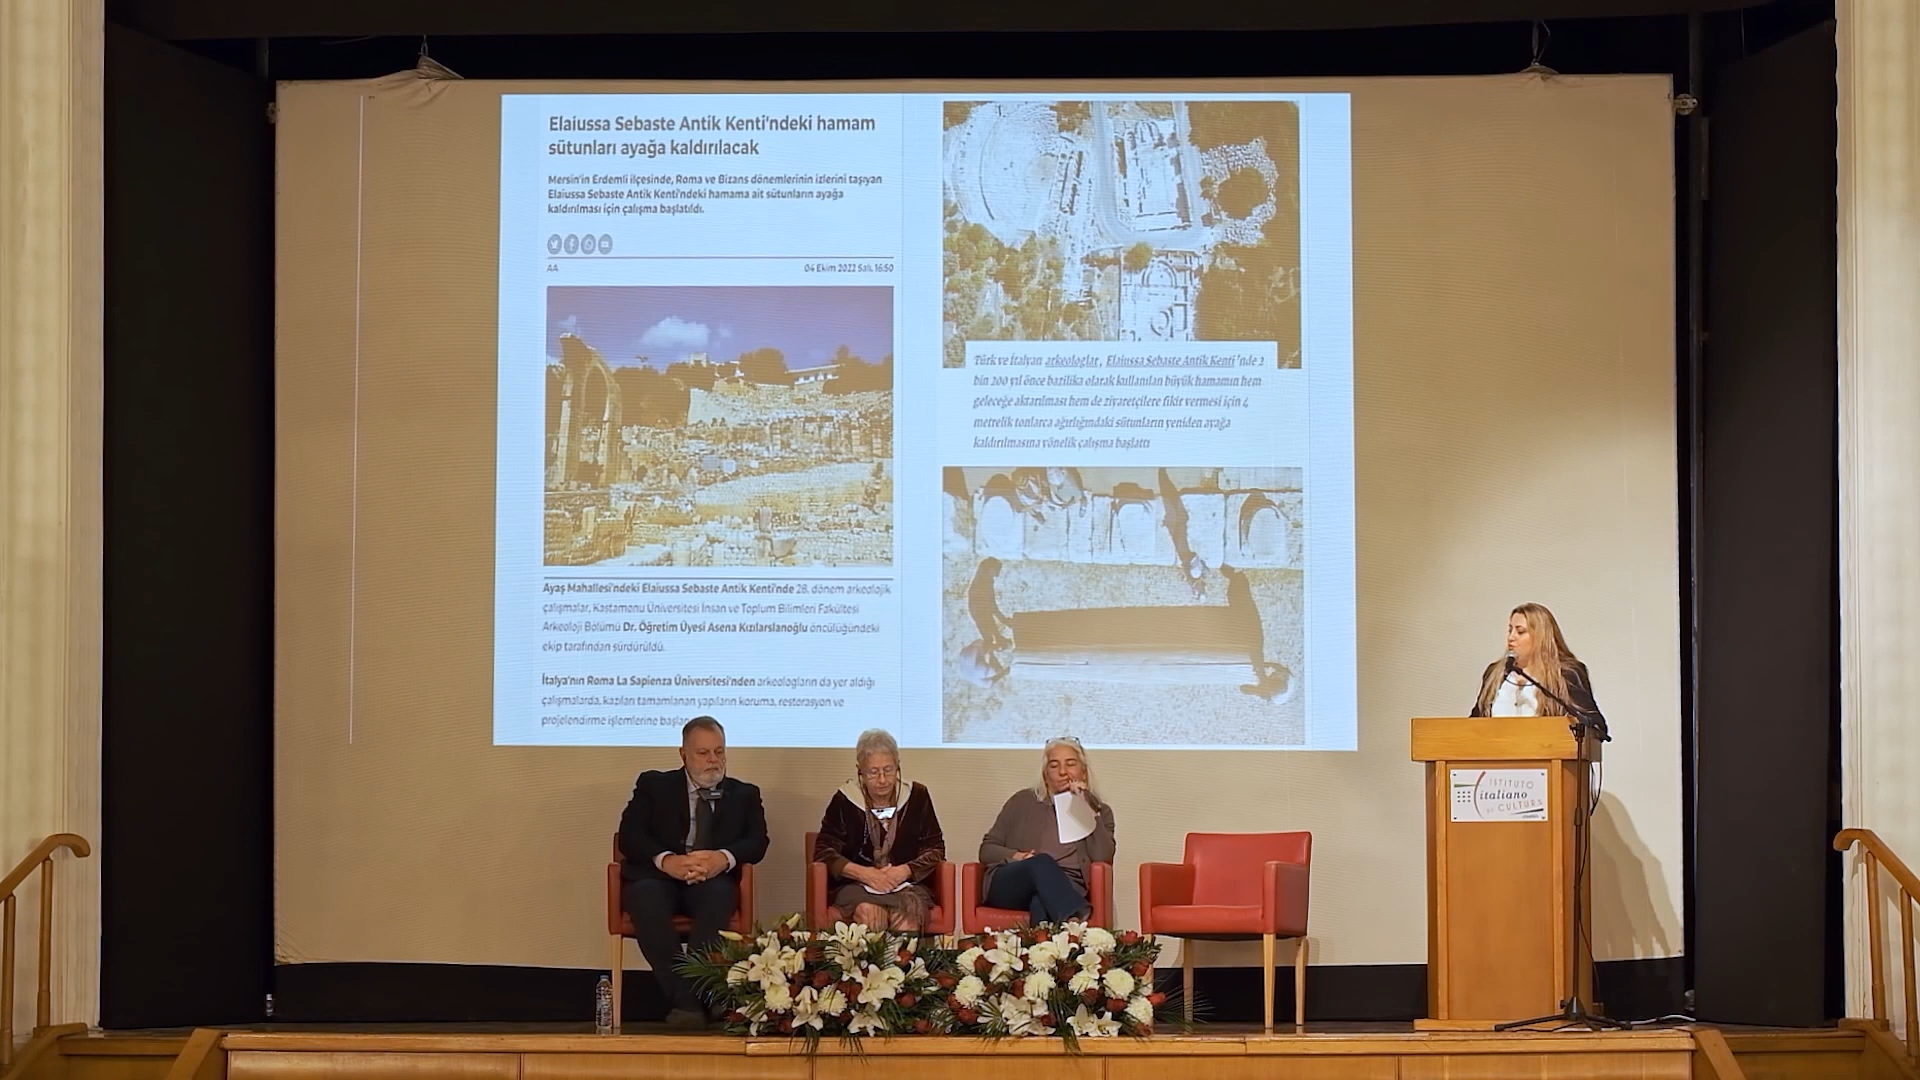 Elaiussa Sebaste Antik Kenti'ndeki hamam
sütunları ayağa kaldırılacak
Mersin'in Erdemli ilçesinde, Roma ve Bizans dönemlerinin izlerini taşıyan
Elaiussa Sebaste Antik Kenti'ndeki hamama ait sütunların ayağa
kaldırılması için çalışma başlatıldı.
AA
04 Ekim 2022 Salı, 16:50
Ayaş Mahallesi'ndeki Elaiussa Sebaste Antik Kenti'nde 28. dönem arkeolojik
çalışmalar, Kastamonu Üniversitesi İnsan ve Toplum Bilimleri Fakültesi
Arkeoloji Bölümü Dr. Öğretim Üyesi Asena Kızılarslanoğlu öncülüğündeki
ekip tarafından sürdürüldü.
İtalya'nın Roma La Sapienza Üniversitesi'nden arkeologların da yer aldığı
çalışmalarda, kazıları tamamlanan yapıların koruma, restorasyon ve
projelendirme işlemlerine başlan
Türk ve İtalyan arkeologlar, Elaiussa Sebaste Antik Kenti'nde 2
bin 200 yıl önce bazilika olarak kullanılan büyük hamamın hem
geleceğe aktarılması hem de ziyaretçilere fikir vermesi için 4
metrelik tonlarca ağırlığındaki sütunların yeniden ayağa
kaldırılmasına yönelik çalışma başlattı
ISTITUTO
italiano
DI CULTURA